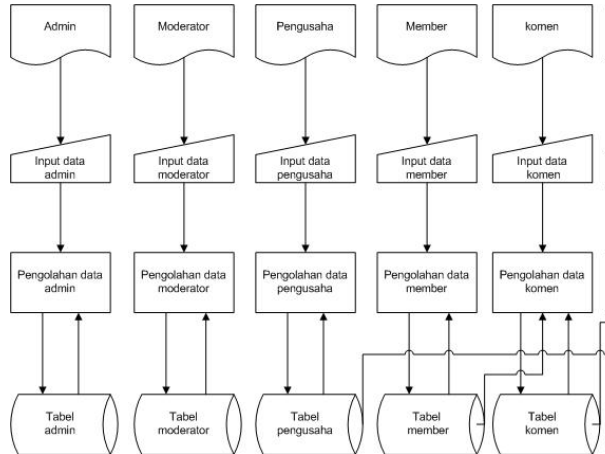 Admin
Moderator
Pengusaha
Member
komen
Input data
admin
Input data
moderator
Input data
pengusaha
Input data
member
Input data
komen
Pengolahan data
admin
Pengolahan data
moderator
Pengolahan data
pengusaha
Pengolahan data
member
Pengolahan data
komen
Tabel
admin
Tabel
moderator
Tabel
pengusaha
Tabel
member
Tabel
komen